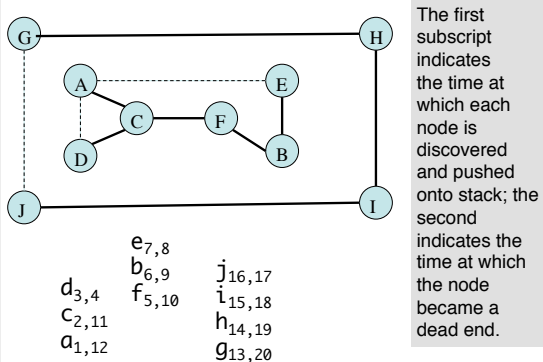 G
H
A
E
C
F
D
B
J
I
e7,8
b6,9
j16,17
d3,4
f5,10
i15,18
c2,11
h14,19
a1,12
g13,20
The first
subscript
indicates
the time at
which each
node is
discovered
and pushed
onto stack; the
second
indicates the
time at which
the node
became a
dead end.